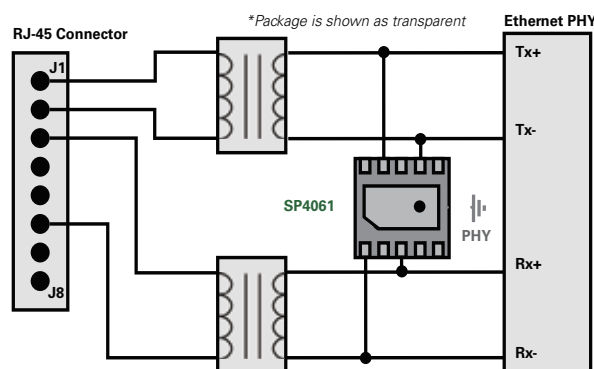 *Package is shown as transparent
Ethernet PHY
RJ-45 Connector
J1
Tx+
Tx-
SP4061
PHY
Rx+
J8
Rx-